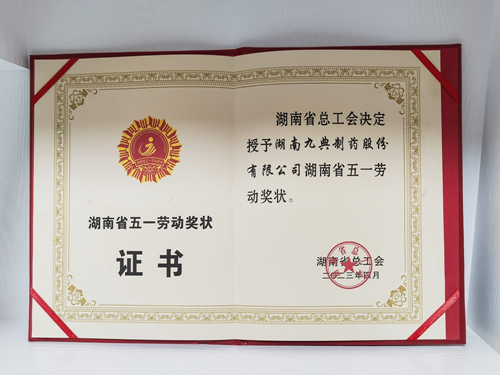 湖南省五一劳动奖状
证书
湖南省总工会决定
授予湖南九典制药股份
有限公司湖南省五一劳
动奖状。
湖南省总工会
二〇二三年四月